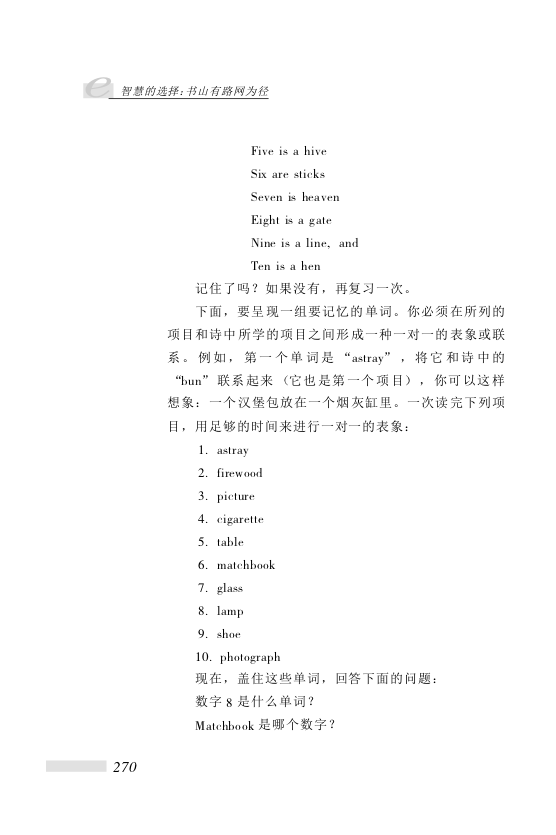 e 智慧的选择:书山有路网为径
Five is a hive
Six are sticks
Seven is heaven
Eight is a gate
Nine is a line, and
Ten is a hen
记住了吗?如果没有,再复习一次。
下面,要呈现一组要记忆的单词。你必须在所列的
项目和诗中所学的项目之间形成一种一对一的表象或联
系。例如,第一个单词是“astray”,将它和诗中的
“bun”联系起来(它也是第一个项目),你可以这样
想象:一个汉堡包放在一个烟灰缸里。一次读完下列项
目,用足够的时间来进行一对一的表象:
1. astray
2. firewood
3. picture
4. cigarette
5. table
6. matchbook
7. glass
8. lamp
9. shoe
10. photograph
现在,盖住这些单词,回答下面的问题:
数字 8 是什么单词?
Matchbook 是哪个数字?
270